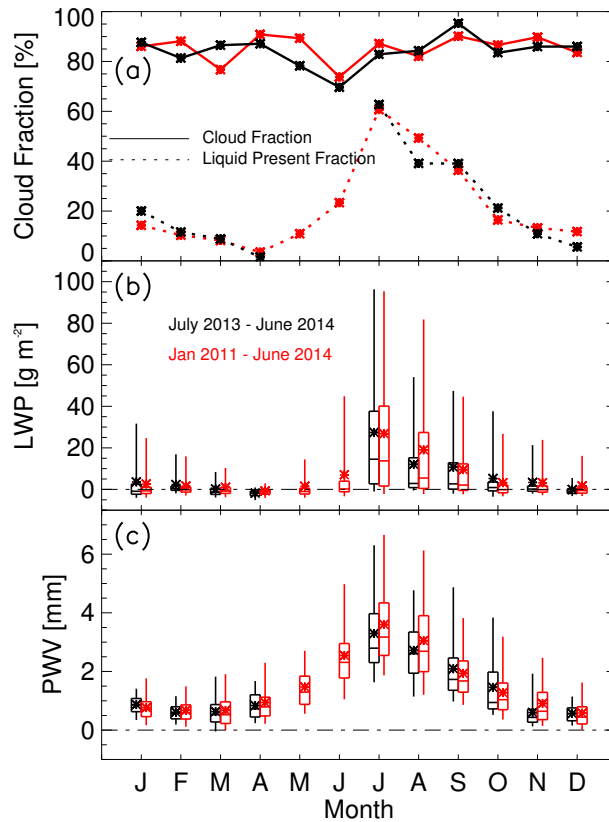 100
80
60
40
20
0
Cloud Fraction [%]
(a)
Cloud Fraction
Liquid Present Fraction
100
80
60
40
20
0
LWP [g m⁻²]
(b)
July 2013 - June 2014
Jan 2011 - June 2014
6
4
2
0
PWV [mm]
(c)
J F M A M J J A S O N D
Month